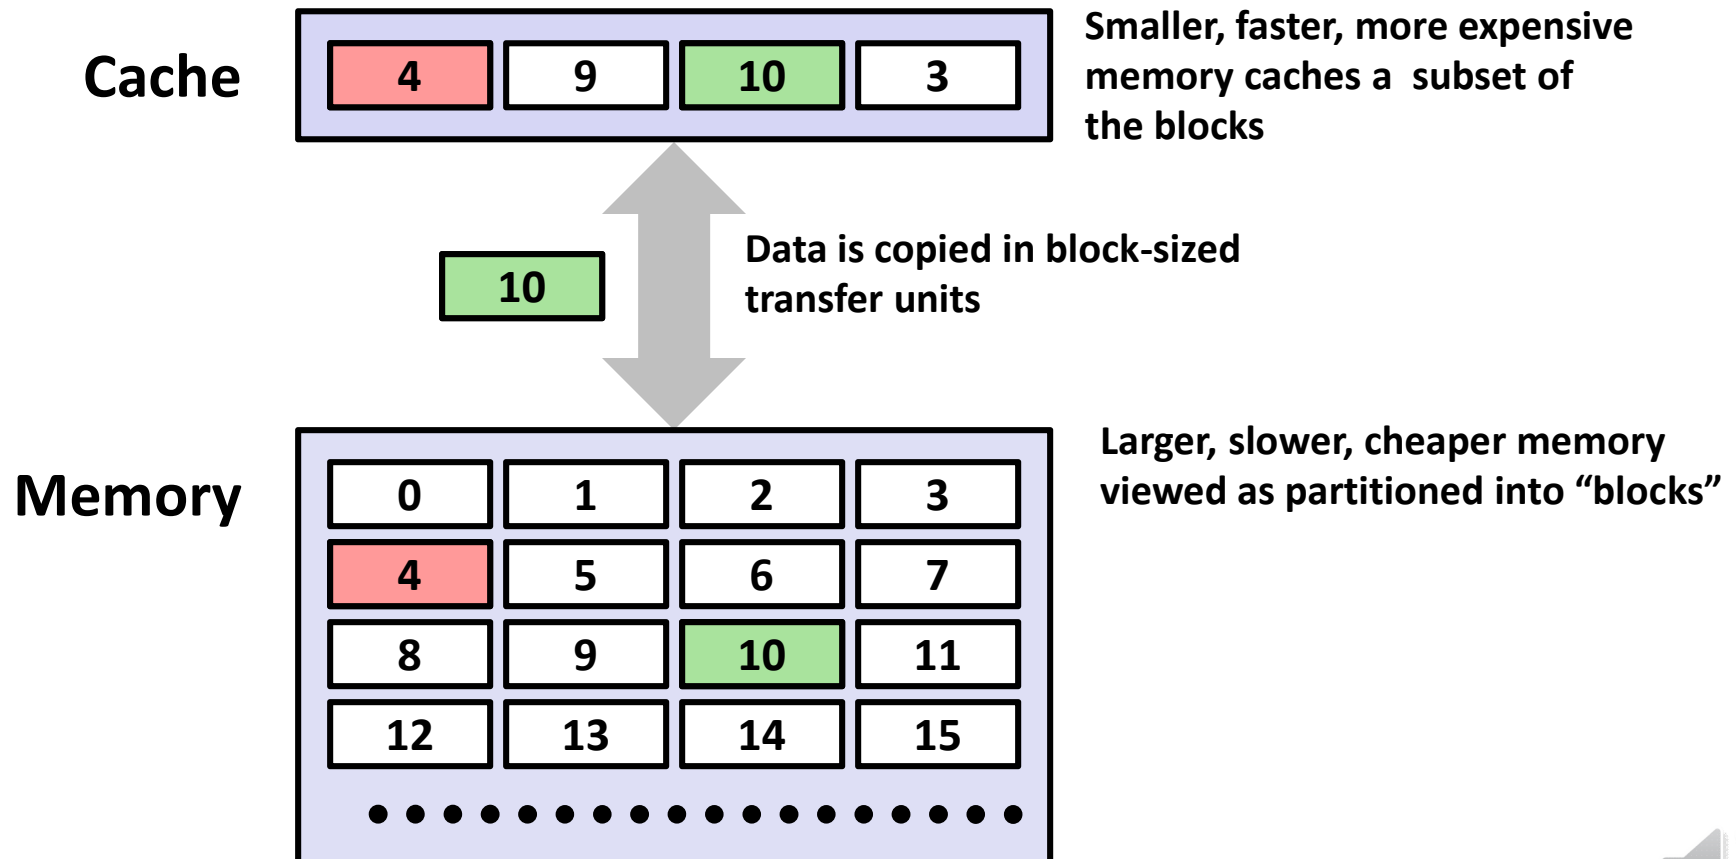 Cache
4 9 10 3
Smaller, faster, more expensive
memory caches a subset of
the blocks
10
Data is copied in block-sized
transfer units
Memory
0 1 2 3
4 5 6 7
8 9 10 11
12 13 14 15
Larger, slower, cheaper memory
viewed as partitioned into “blocks”